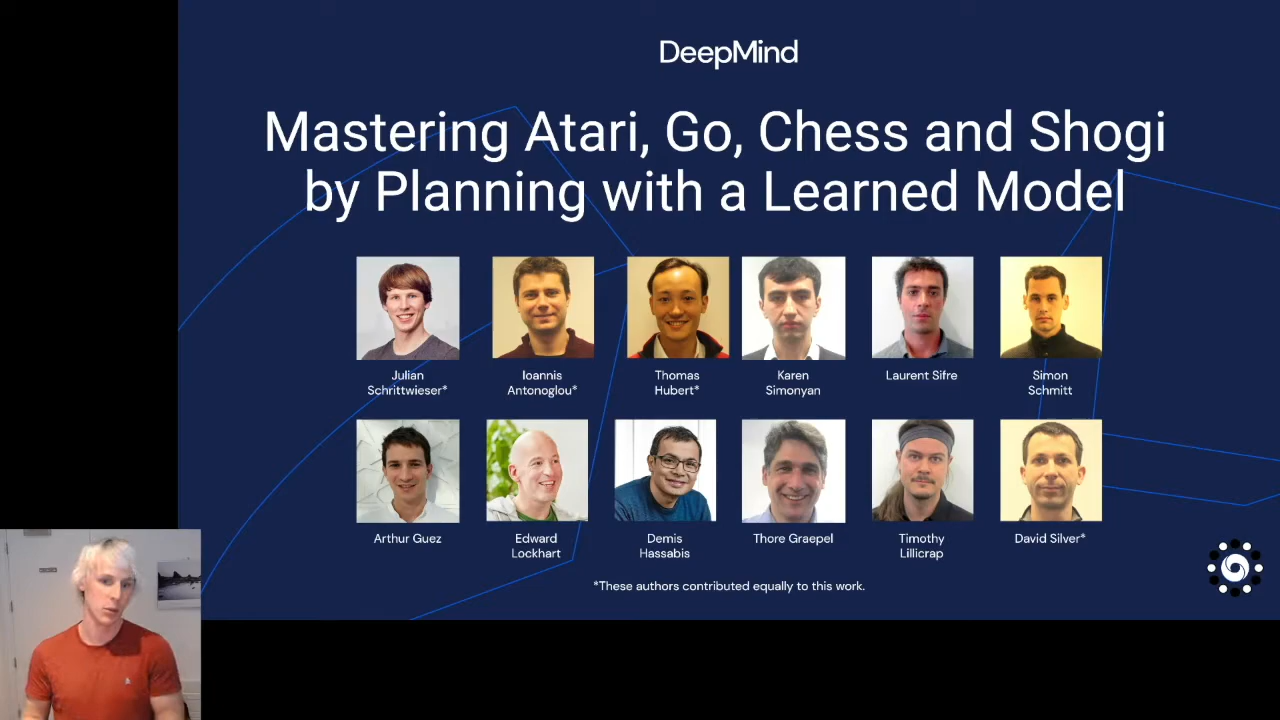 DeepMind
Mastering Atari, Go, Chess and Shogi
by Planning with a Learned Model
Julian
Schrittwieser*
Ioannis
Antonoglou*
Thomas
Hubert*
Karen
Simonyan
Laurent Sifre
Simon
Schmitt
Arthur Guez
Edward
Lockhart
Demis
Hassabis
Thore Graepel
Timothy
Lillicrap
David Silver*
*These authors contributed equally to this work.